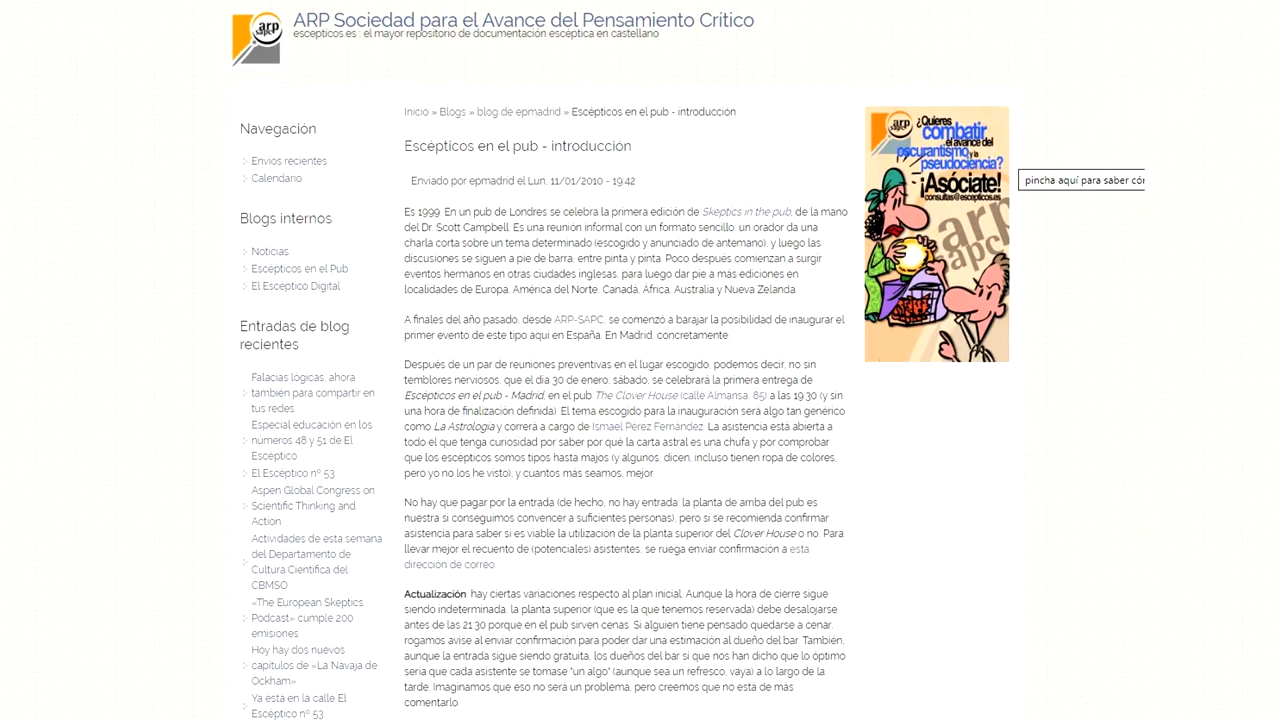 arp
sapc
ARP Sociedad para el Avance del Pensamiento Crítico
escepticos.es : el mayor repositorio de documentación escéptica en castellano
Navegación
Envíos recientes
Calendario
Blogs internos
Noticias
Escépticos en el Pub
El Escéptico Digital
Entradas de blog
recientes
Falacias lógicas, ahora
también para compartir en
tus redes
Especial educación en los
números 48 y 51 de El
Escéptico
El Escéptico nº 53
Aspen Global Congress on
Scientific Thinking and
Action
Actividades de esta semana
del Departamento de
Cultura Científica del
CBMSO
«The European Skeptics
Podcast» cumple 200
emisiones
Hoy hay dos nuevos
capítulos de «La Navaja de
Ockham»
Ya está en la calle El
Escéptico nº 53
Inicio » Blogs » blog de epmadrid » Escépticos en el pub - introducción
Escépticos en el pub - introducción
Enviado por epmadrid el Lun, 11/01/2010 - 19:42
Es 1999. En un pub de Londres se celebra la primera edición de Skeptics in the pub, de la mano
del Dr. Scott Campbell. Es una reunión informal con un formato sencillo: un orador da una
charla corta sobre un tema determinado (escogido y anunciado de antemano), y luego las
discusiones se siguen a pie de barra, entre pinta y pinta. Poco después comienzan a surgir
eventos hermanos en otras ciudades inglesas, para luego dar pie a más ediciones en
localidades de Europa, América del Norte, Canadá, África, Australia y Nueva Zelanda.
A finales del año pasado, desde ARP-SAPC, se comenzó a barajar la posibilidad de inaugurar el
primer evento de este tipo aquí en España. En Madrid, concretamente.
Después de un par de reuniones preventivas en el lugar escogido, podemos decir, no sin
temblores nerviosos, que el día 30 de enero, sábado, se celebrará la primera entrega de
Escépticos en el pub - Madrid, en el pub The Clover House (calle Almansa, 85) a las 19:30 (y sin
una hora de finalización definida). El tema escogido para la inauguración será algo tan genérico
como La Astrología y correrá a cargo de Ismael Pérez Fernández. La asistencia está abierta a
todo el que tenga curiosidad por saber por qué la carta astral es una chufa y por comprobar
que los escépticos somos tipos hasta majos (y algunos, dicen, incluso tienen ropa de colores,
pero yo no los he visto), y cuantos más seamos, mejor.
No hay que pagar por la entrada (de hecho, no hay entrada: la planta de arriba del pub es
nuestra si conseguimos convencer a suficientes personas), pero sí se recomienda confirmar
asistencia para saber si es viable la utilización de la planta superior del Clover House o no. Para
llevar mejor el recuento de (potenciales) asistentes, se ruega enviar confirmación a esta
dirección de correo.
Actualización: hay ciertas variaciones respecto al plan inicial. Aunque la hora de cierre sigue
siendo indeterminada, la planta superior (que es la que tenemos reservada) debe desalojarse
antes de las 21:30 porque en el pub sirven cenas. Si alguien tiene pensado quedarse a cenar,
rogamos avise al enviar confirmación para poder dar una estimación al dueño del bar. También,
aunque la entrada sigue siendo gratuita, los dueños del bar sí que nos han dicho que lo óptimo
sería que cada asistente se tomase "un algo" (aunque sea un refresco, vaya) a lo largo de la
tarde. Imaginamos que eso no será un problema, pero creemos que no está de más
comentarlo.
arp
sapc
¿Quieres
combatir
el avance del
oscurantismo y la
pseudociencia?
¡Asóciate!
consultas@escepticos.es
arp
sapc
pincha aquí para saber cór